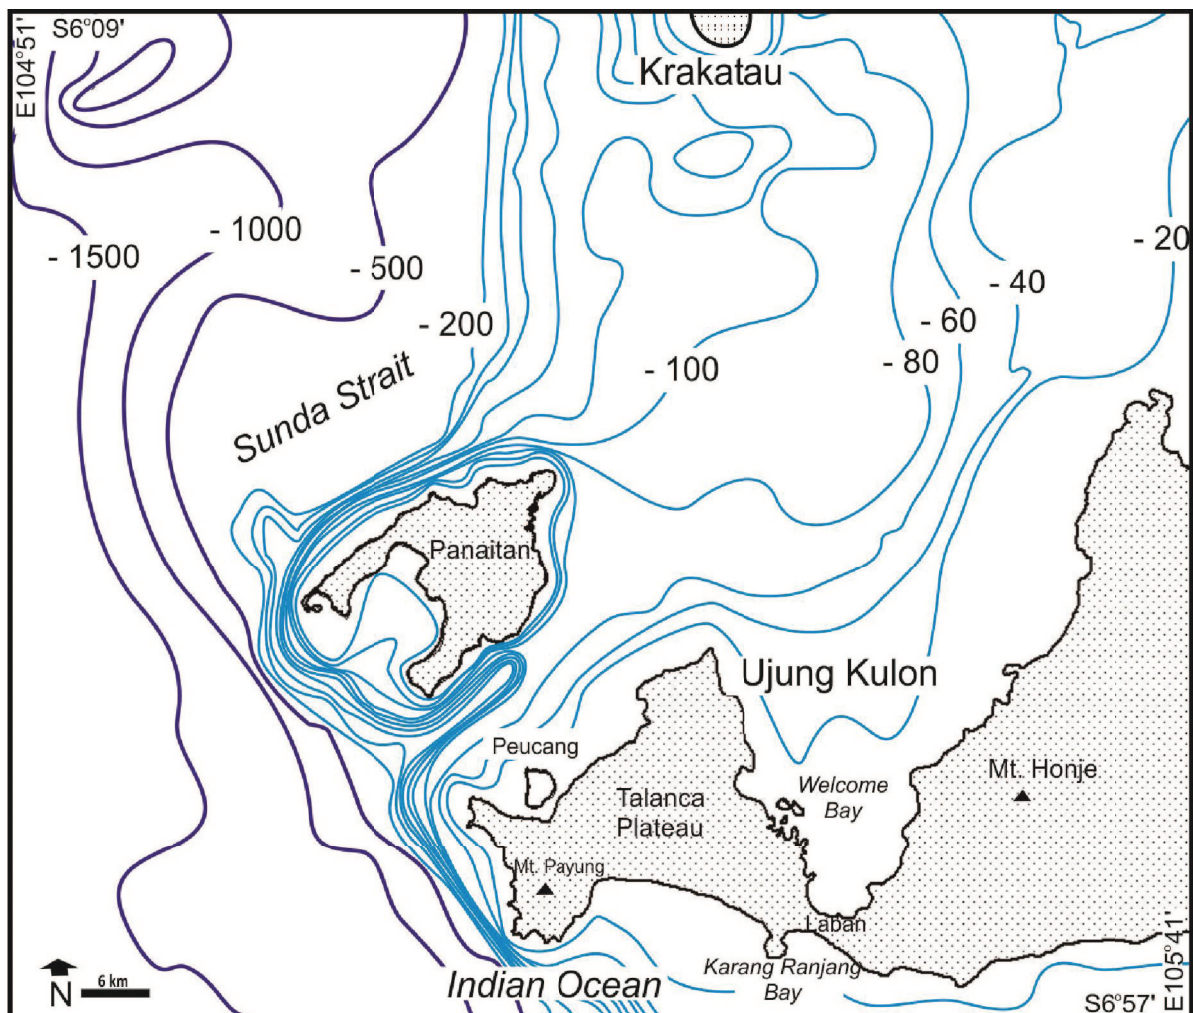 S6°09'
E104°51'
Krakatau
- 1500
- 1000
- 500
- 200
- 100
- 80
- 60
- 40
- 20
Sunda Strait
Panaitan
Ujung Kulon
Peucang
Talanca
Plateau
Welcome
Bay
Mt. Honje
Mt. Payung
Laban
Karang Ranjang
Bay
Indian Ocean
N
6 km
E105°41'
S6°57'